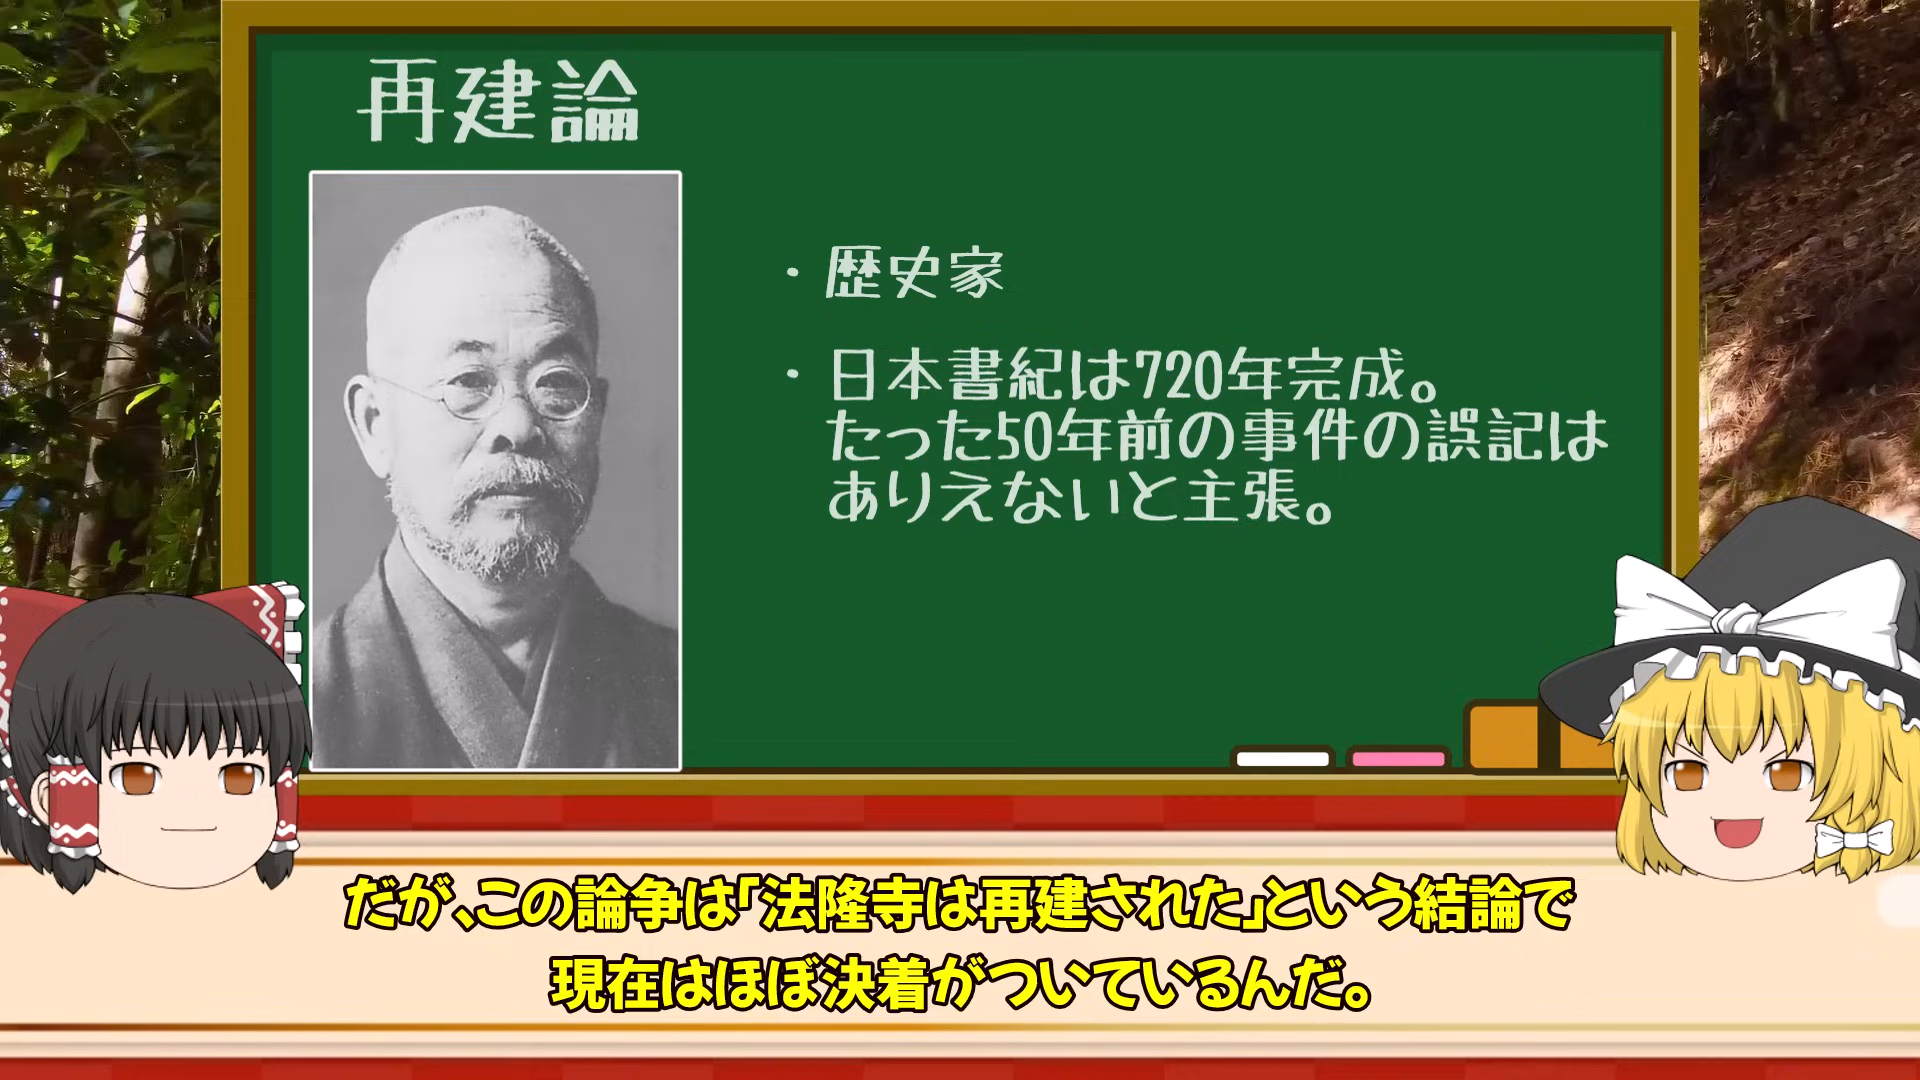 再建論
・歴史家
・日本書紀は720年完成。
たった50年前の事件の誤記は
ありえないと主張。
だが、この論争は「法隆寺は再建された」という結論で
現在はほぼ決着がついているんだ。